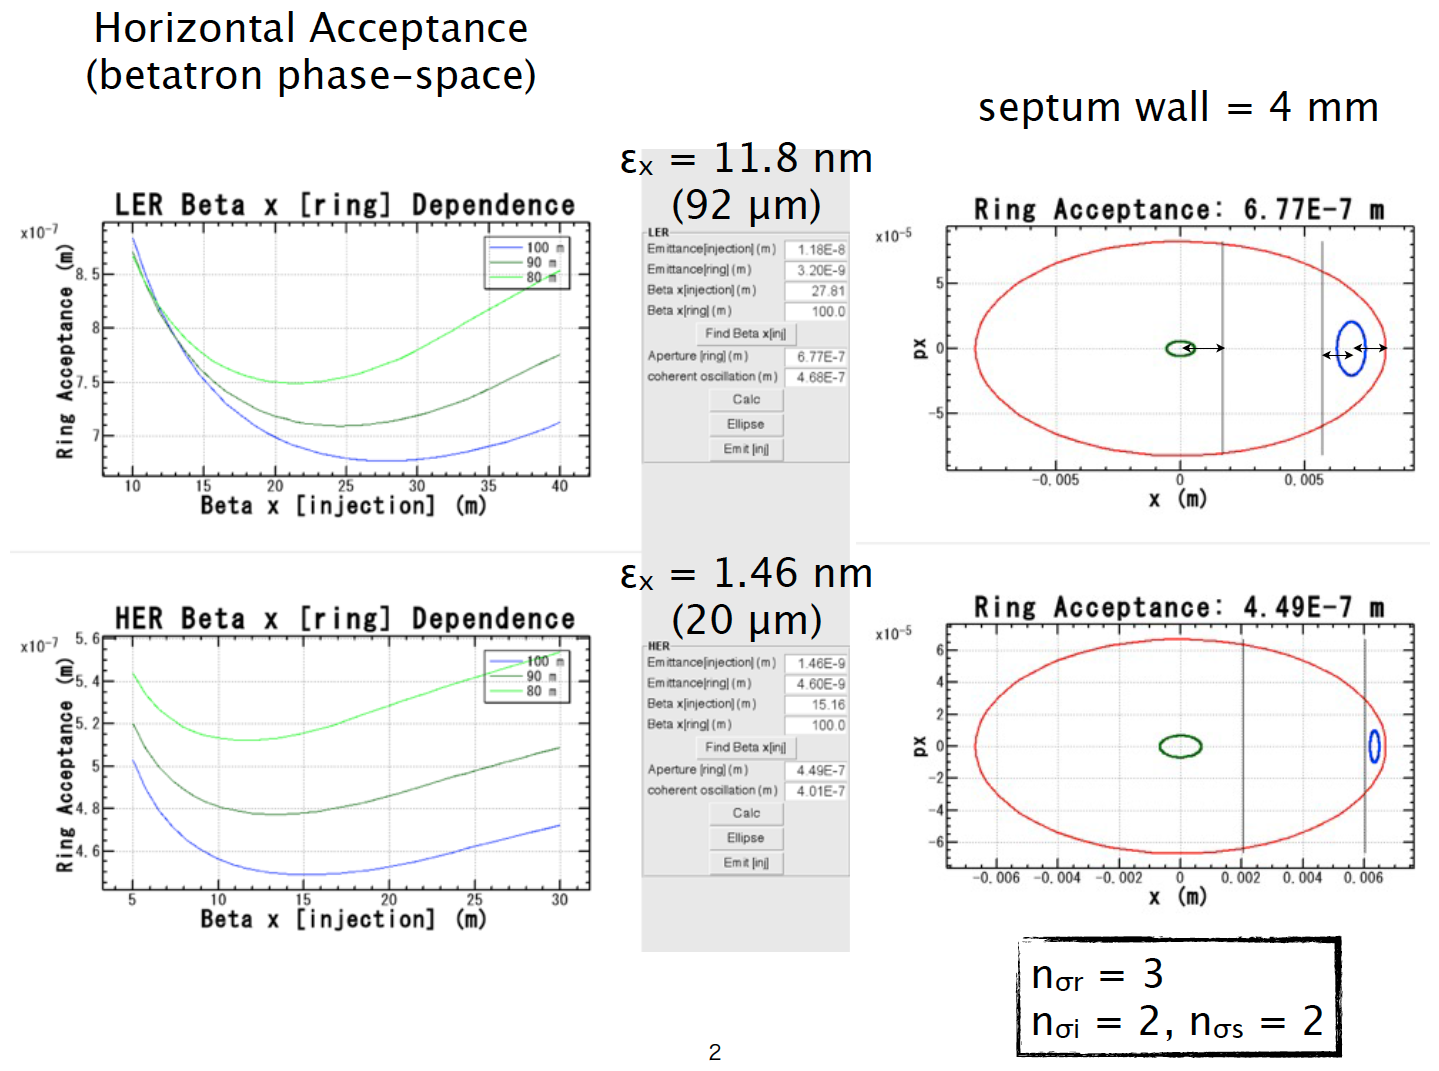 Horizontal Acceptance
(betatron phase-space)
septum wall = 4 mm
εx = 11.8 nm
(92 μm)
LER Beta x [ring] Dependence
x10⁻⁷
Ring Acceptance (m)
8.5
8
7.5
7
100 m
90 m
80 m
10 15 20 25 30 35 40
Beta x [injection] (m)
LER
Emittance[injection] (m) 1.18E-8
Emittance[ring] (m) 3.20E-9
Beta x[injection] (m) 27.81
Beta x[ring] (m) 100.0
Find Beta x[inj]
Aperture [ring] (m) 6.77E-7
coherent oscillation (m) 4.68E-7
Calc
Ellipse
Emit [inj]
Ring Acceptance: 6.77E-7 m
x10⁻⁵
px
5
0
-5
-0.005 0 0.005
x (m)
εx = 1.46 nm
(20 μm)
HER Beta x [ring] Dependence
x10⁻⁷
Ring Acceptance (m)
5.6
5.4
5.2
5
4.8
4.6
100 m
90 m
80 m
5 10 15 20 25 30
Beta x [injection] (m)
HER
Emittance[injection] (m) 1.46E-9
Emittance[ring] (m) 4.60E-9
Beta x[injection] (m) 15.16
Beta x[ring] (m) 100.0
Find Beta x[inj]
Aperture [ring] (m) 4.49E-7
coherent oscillation (m) 4.01E-7
Calc
Ellipse
Emit [inj]
Ring Acceptance: 4.49E-7 m
x10⁻⁵
px
6
4
2
0
-2
-4
-6
-0.006 -0.004 -0.002 0 0.002 0.004 0.006
x (m)
nσr = 3
nσi = 2, nσs = 2
2